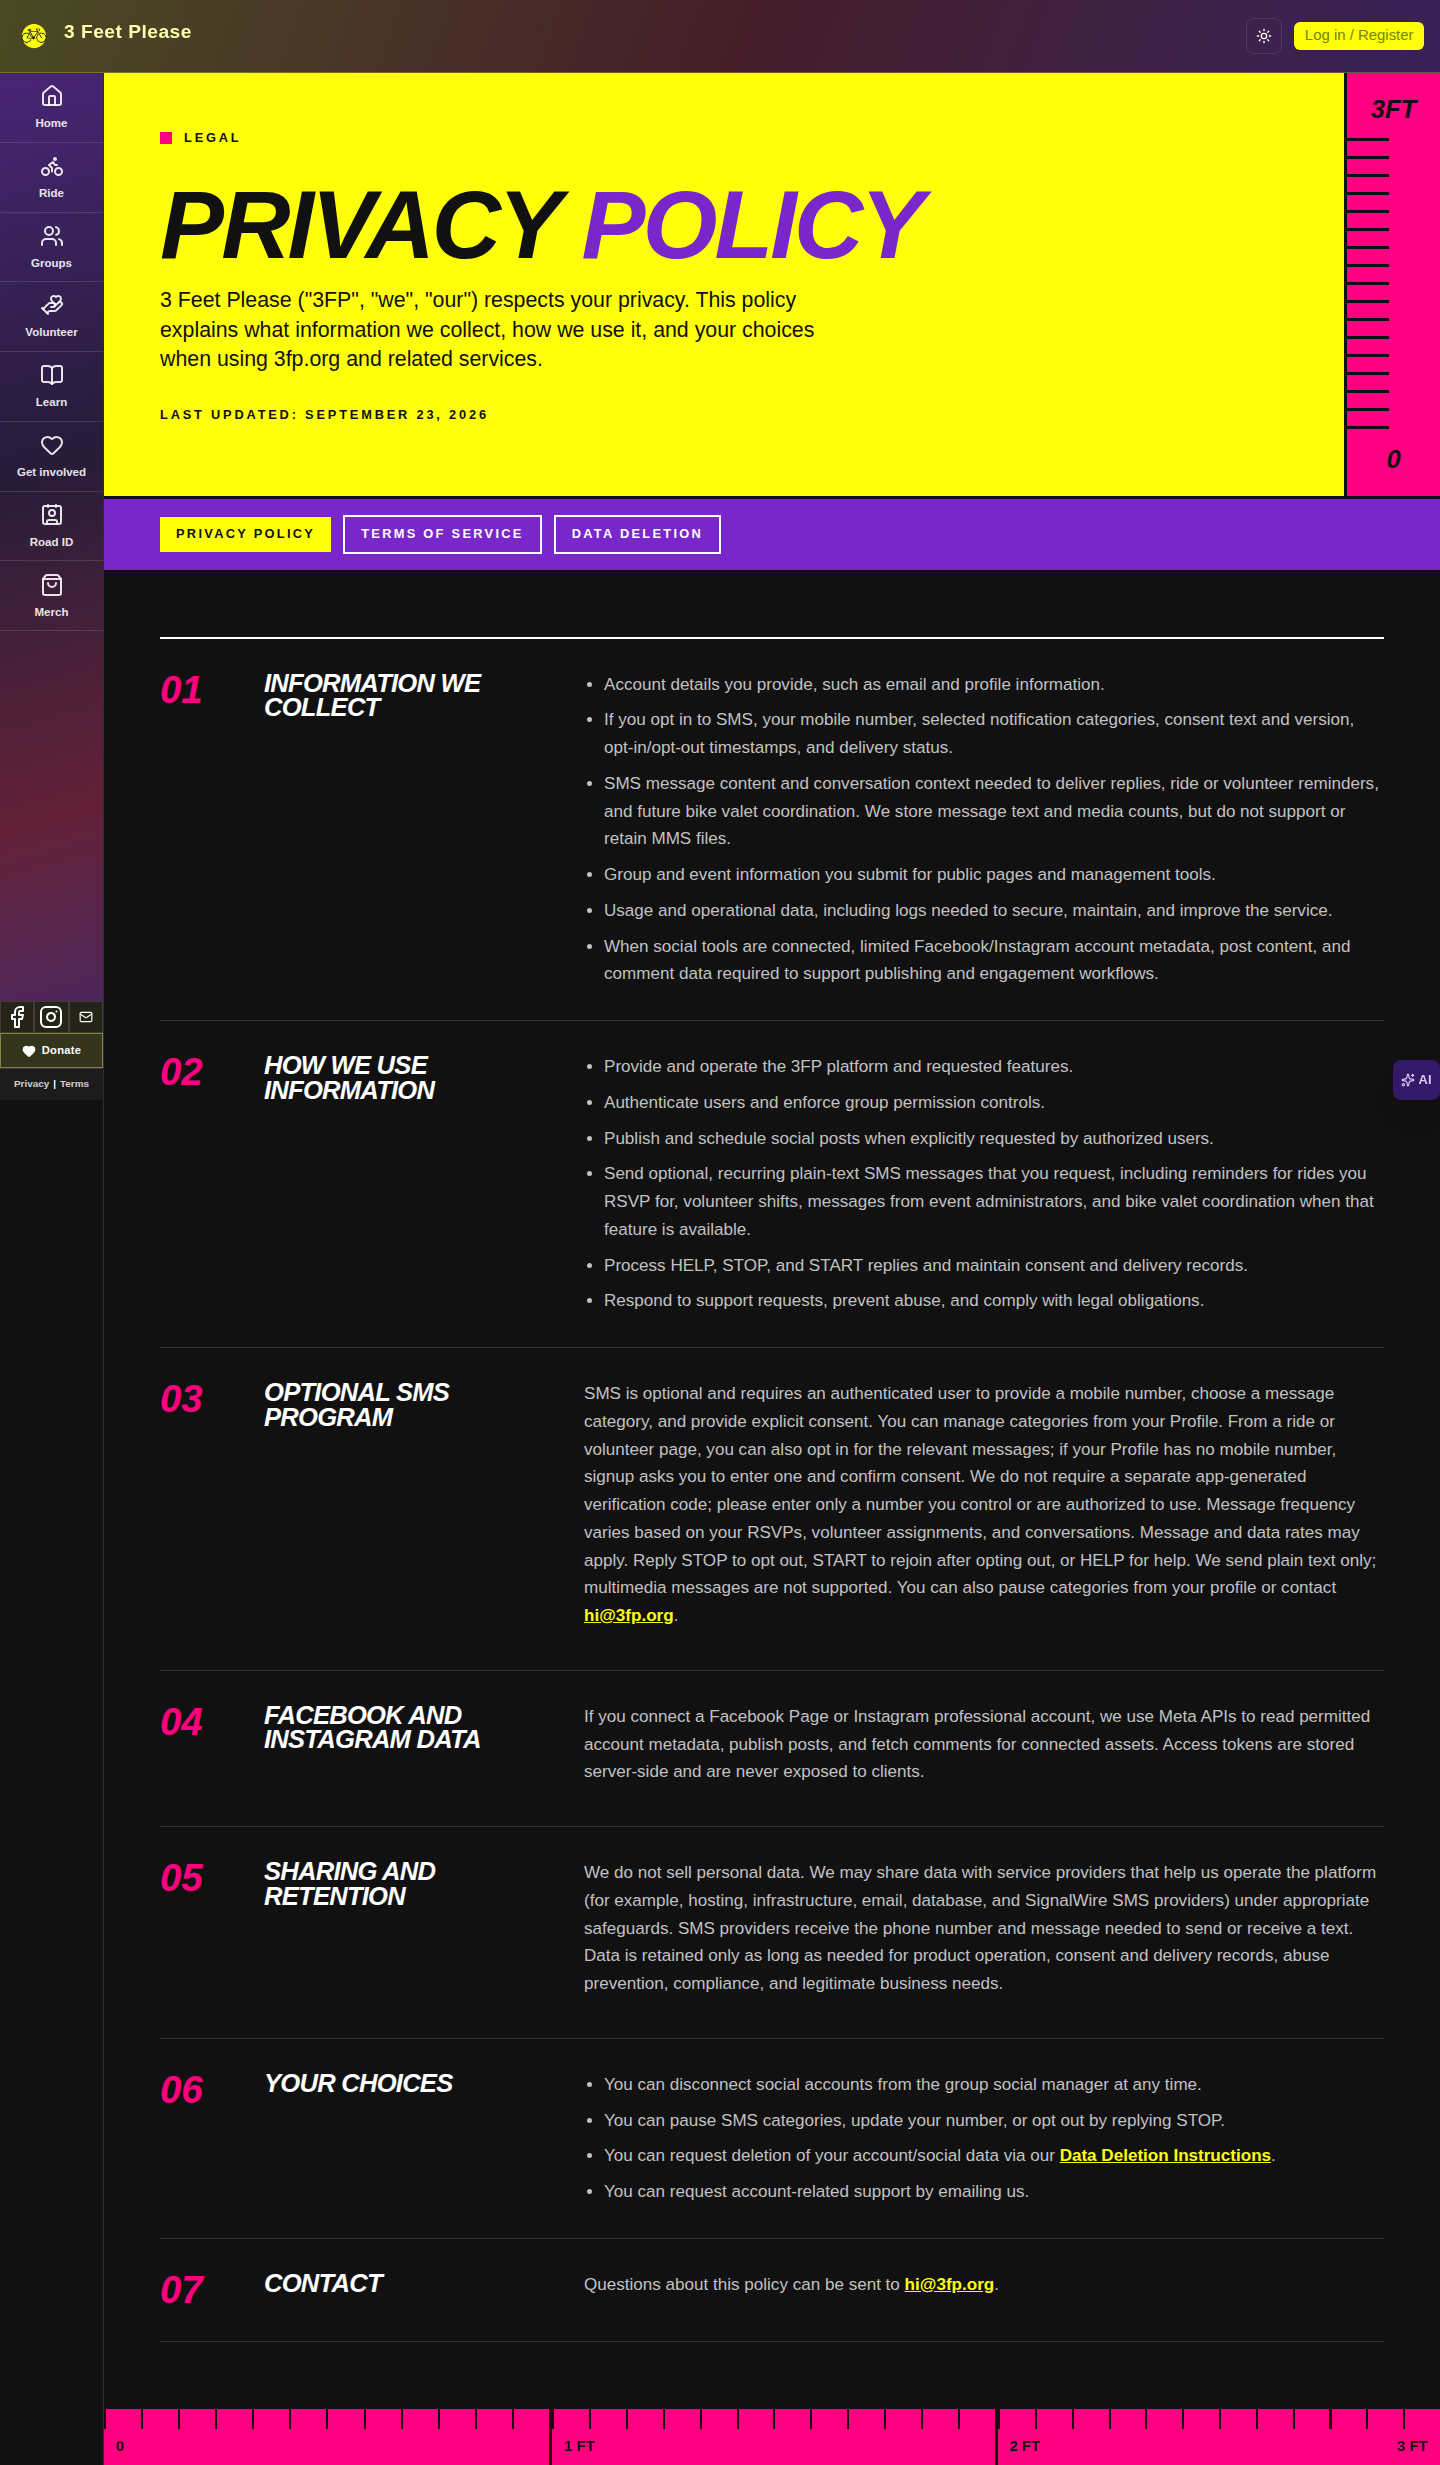 3 Feet Please
Log in / Register
Home
Ride
Groups
Volunteer
Learn
Get involved
Road ID
Merch
Donate
Privacy | Terms
LEGAL
PRIVACY POLICY
3 Feet Please ("3FP", "we", "our") respects your privacy. This policy
explains what information we collect, how we use it, and your choices
when using 3fp.org and related services.
LAST UPDATED: SEPTEMBER 23, 2026
3FT
0
PRIVACY POLICY
TERMS OF SERVICE
DATA DELETION
01
INFORMATION WE
COLLECT
Account details you provide, such as email and profile information.
If you opt in to SMS, your mobile number, selected notification categories, consent text and version,
opt-in/opt-out timestamps, and delivery status.
SMS message content and conversation context needed to deliver replies, ride or volunteer reminders,
and future bike valet coordination. We store message text and media counts, but do not support or
retain MMS files.
Group and event information you submit for public pages and management tools.
Usage and operational data, including logs needed to secure, maintain, and improve the service.
When social tools are connected, limited Facebook/Instagram account metadata, post content, and
comment data required to support publishing and engagement workflows.
02
HOW WE USE
INFORMATION
Provide and operate the 3FP platform and requested features.
Authenticate users and enforce group permission controls.
Publish and schedule social posts when explicitly requested by authorized users.
Send optional, recurring plain-text SMS messages that you request, including reminders for rides you
RSVP for, volunteer shifts, messages from event administrators, and bike valet coordination when that
feature is available.
Process HELP, STOP, and START replies and maintain consent and delivery records.
Respond to support requests, prevent abuse, and comply with legal obligations.
AI
03
OPTIONAL SMS
PROGRAM
SMS is optional and requires an authenticated user to provide a mobile number, choose a message
category, and provide explicit consent. You can manage categories from your Profile. From a ride or
volunteer page, you can also opt in for the relevant messages; if your Profile has no mobile number,
signup asks you to enter one and confirm consent. We do not require a separate app-generated
verification code; please enter only a number you control or are authorized to use. Message frequency
varies based on your RSVPs, volunteer assignments, and conversations. Message and data rates may
apply. Reply STOP to opt out, START to rejoin after opting out, or HELP for help. We send plain text only;
multimedia messages are not supported. You can also pause categories from your profile or contact
hi@3fp.org.
04
FACEBOOK AND
INSTAGRAM DATA
If you connect a Facebook Page or Instagram professional account, we use Meta APIs to read permitted
account metadata, publish posts, and fetch comments for connected assets. Access tokens are stored
server-side and are never exposed to clients.
05
SHARING AND
RETENTION
We do not sell personal data. We may share data with service providers that help us operate the platform
(for example, hosting, infrastructure, email, database, and SignalWire SMS providers) under appropriate
safeguards. SMS providers receive the phone number and message needed to send or receive a text.
Data is retained only as long as needed for product operation, consent and delivery records, abuse
prevention, compliance, and legitimate business needs.
06
YOUR CHOICES
You can disconnect social accounts from the group social manager at any time.
You can pause SMS categories, update your number, or opt out by replying STOP.
You can request deletion of your account/social data via our Data Deletion Instructions.
You can request account-related support by emailing us.
07
CONTACT
Questions about this policy can be sent to hi@3fp.org.
0
1 FT
2 FT
3 FT